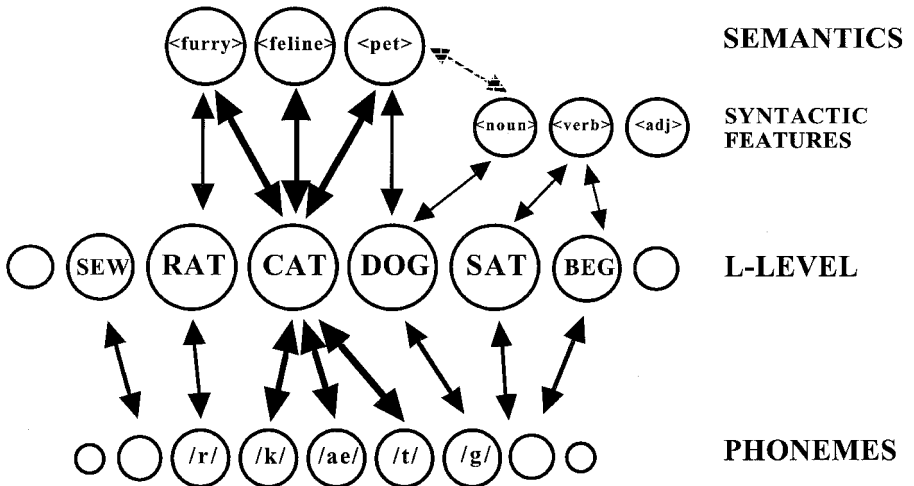 <furry> <feline> <pet> SEMANTICS
<noun> <verb> <adj> SYNTACTIC
FEATURES
SEW RAT CAT DOG SAT BEG L-LEVEL
/r/ /k/ /ae/ /t/ /g/ PHONEMES